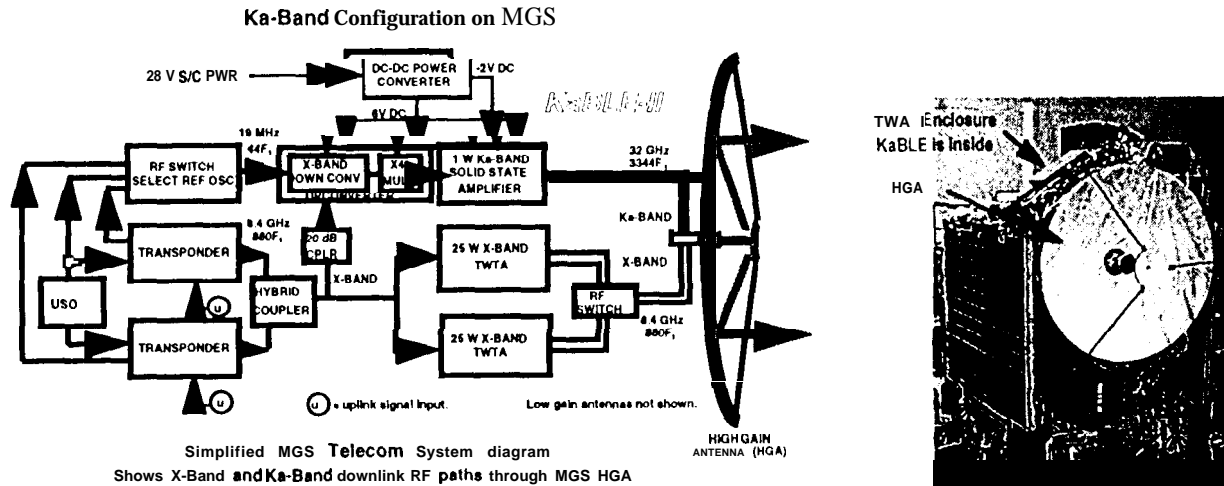 Ka-Band Configuration on MGS
28 V S/C PWR
DC-DC POWER
CONVERTER
-2V DC
KaBLE-II
6V DC
19 MHz
44F₁
RF SWITCH
SELECT REF OSC
X-BAND
DOWN CONV
X4
MULT
UPCONVERTER
1 W Ka-BAND
SOLID STATE
AMPLIFIER
32 GHz
3344F₁
8.4 GHz
880F₁
20 dB
CPLR
TRANSPONDER
X-BAND
HYBRID
COUPLER
USO
u
TRANSPONDER
u
25 W X-BAND
TWTA
25 W X-BAND
TWTA
RF
SWITCH
Ka-BAND
X-BAND
8.4 GHz
880F₁
u = uplink signal input.
Low gain antennas not shown.
HIGH GAIN
ANTENNA (HGA)
Simplified MGS Telecom System diagram
Shows X-Band and Ka-Band downlink RF paths through MGS HGA
TWA Enclosure
KaBLE is Inside
HGA